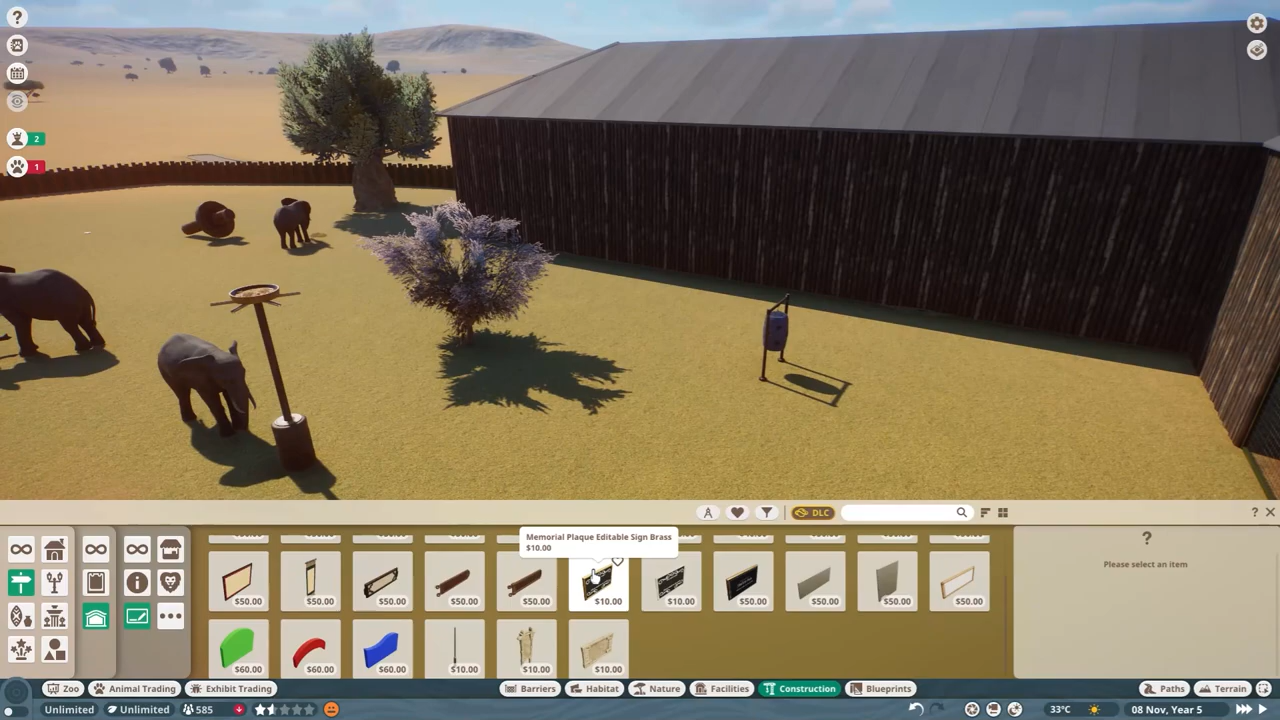 ?
2
1
DLC
?
Memorial Plaque Editable Sign Brass
$10.00
?
Please select an item
$50.00
$50.00
$50.00
$50.00
$50.00
$10.00
$10.00
$50.00
$50.00
$50.00
$50.00
$60.00
$60.00
$60.00
$10.00
$10.00
$10.00
Zoo
Animal Trading
Exhibit Trading
Barriers
Habitat
Nature
Facilities
Construction
Blueprints
Paths
Terrain
Unlimited
Unlimited
585
33°C
08 Nov, Year 5